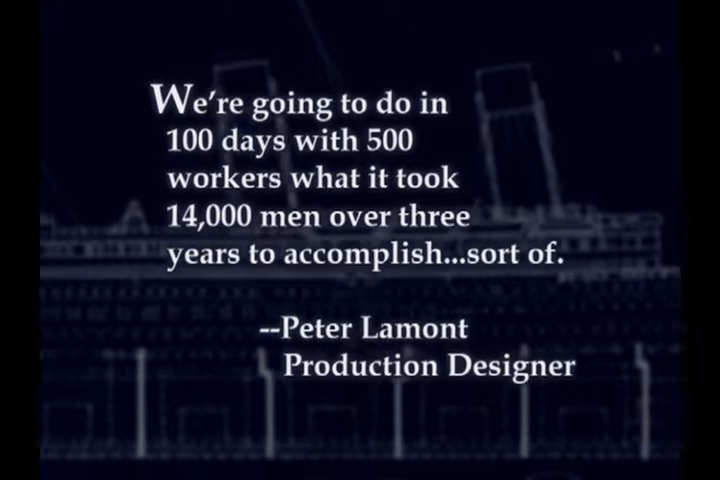 We're going to do in
100 days with 500
workers what it took
14,000 men over three
years to accomplish...sort of.
--Peter Lamont
Production Designer